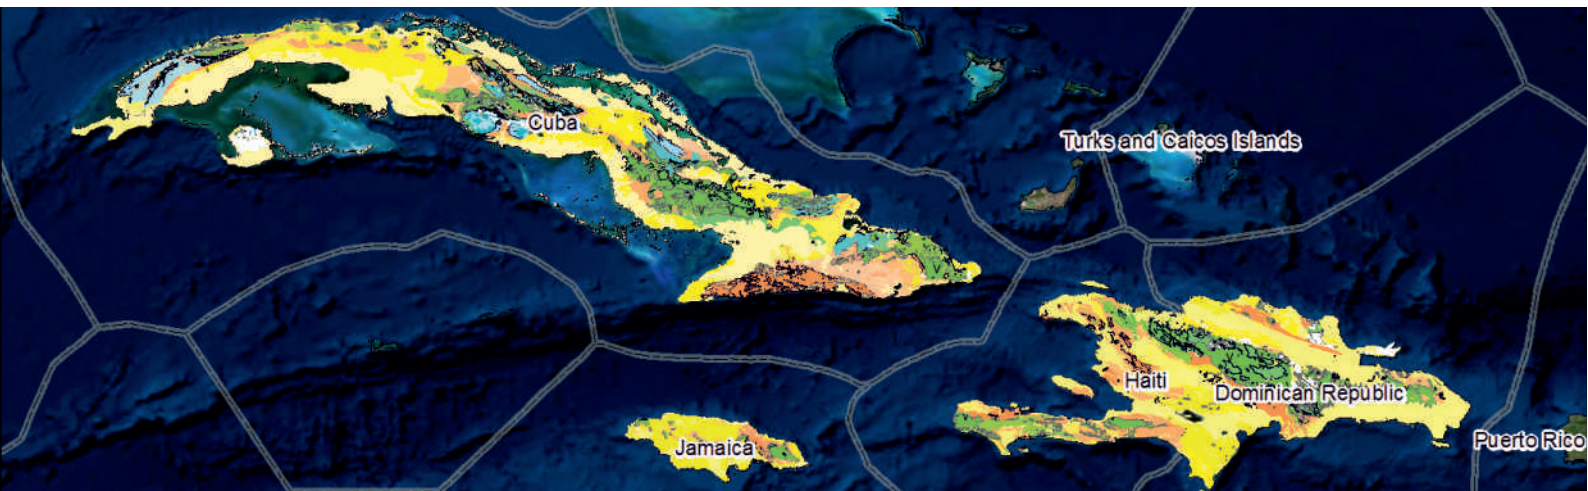 Cuba
Turks and Caicos Islands
Haiti
Dominican Republic
Jamaica
Puerto Rico